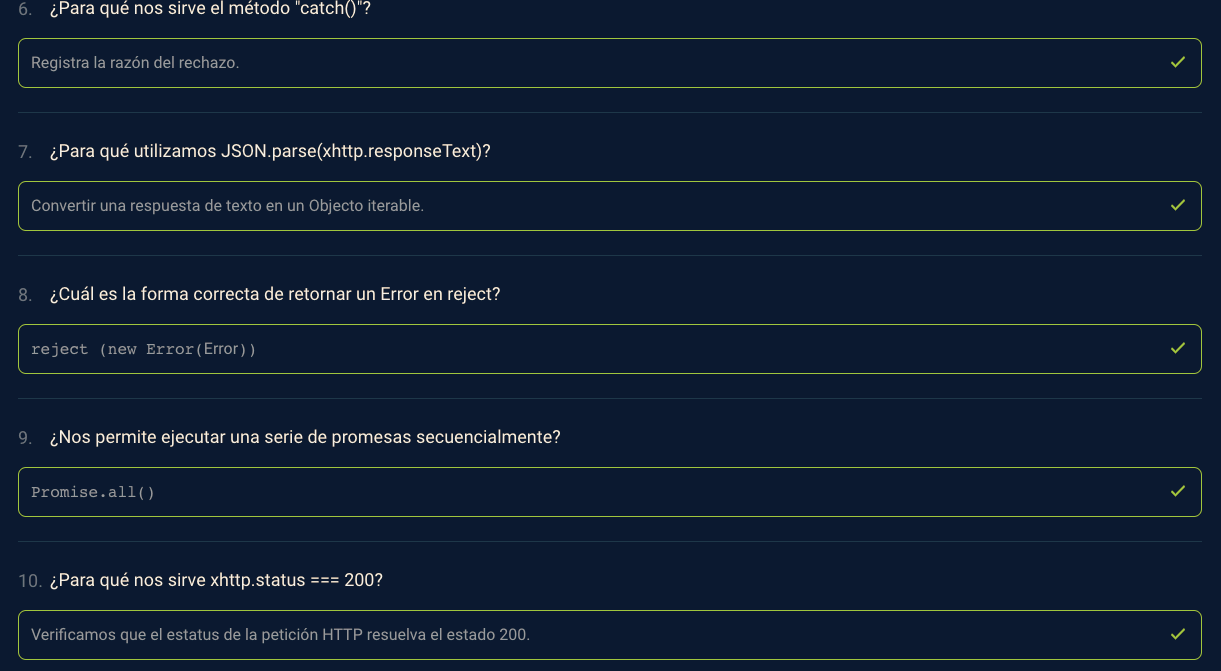 6. ¿Para qué nos sirve el método "catch()"?
Registra la razón del rechazo.
7. ¿Para qué utilizamos JSON.parse(xhttp.responseText)?
Convertir una respuesta de texto en un Objecto iterable.
8. ¿Cuál es la forma correcta de retornar un Error en reject?
reject (new Error(Error))
9. ¿Nos permite ejecutar una serie de promesas secuencialmente?
Promise.all()
10. ¿Para qué nos sirve xhttp.status === 200?
Verificamos que el estatus de la petición HTTP resuelva el estado 200.